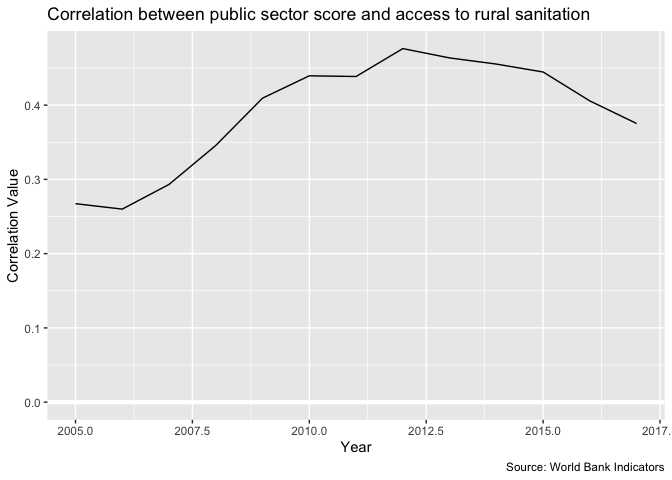 Correlation between public sector score and access to rural sanitation
0.4
0.3
0.2
0.1
0.0
Correlation Value
2005.0 2007.5 2010.0 2012.5 2015.0 2017.
Year
Source: World Bank Indicators